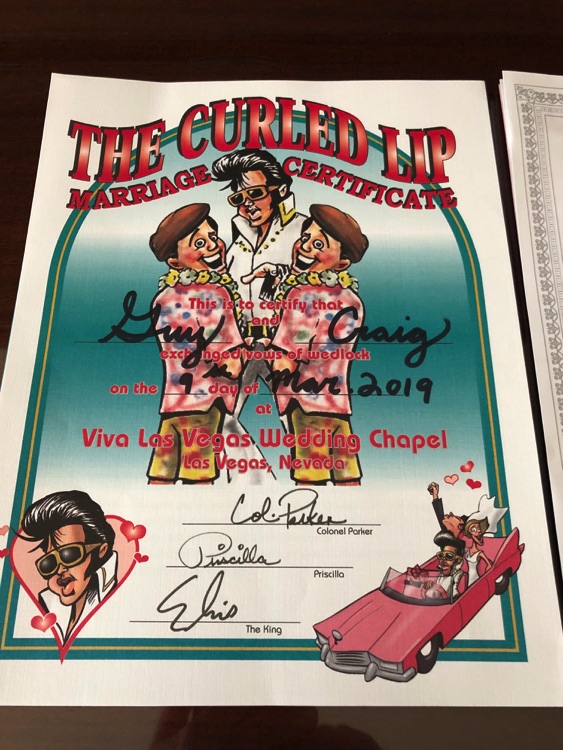 THE CURLED LIP
MARRIAGE CERTIFICATE
This is to certify that
and
Guy Craig
exchanged vows of wedlock
on the 9th day of Mar. 2019
at
Viva Las Vegas Wedding Chapel
Las Vegas, Nevada
Col. Parker
Colonel Parker
Priscilla
Priscilla
Elvis
The King